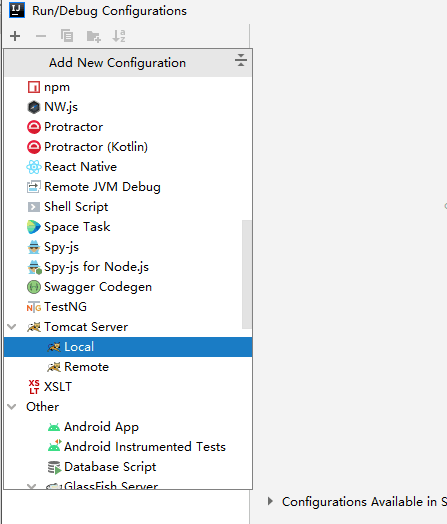 Run/Debug Configurations
Add New Configuration
npm
NW.js
Protractor
Protractor (Kotlin)
React Native
Remote JVM Debug
Shell Script
Space Task
Spy-js
Spy-js for Node.js
Swagger Codegen
TestNG
Tomcat Server
Local
Remote
XSLT
Other
Android App
Android Instrumented Tests
Database Script
GlassFish Server
Configurations Available in S